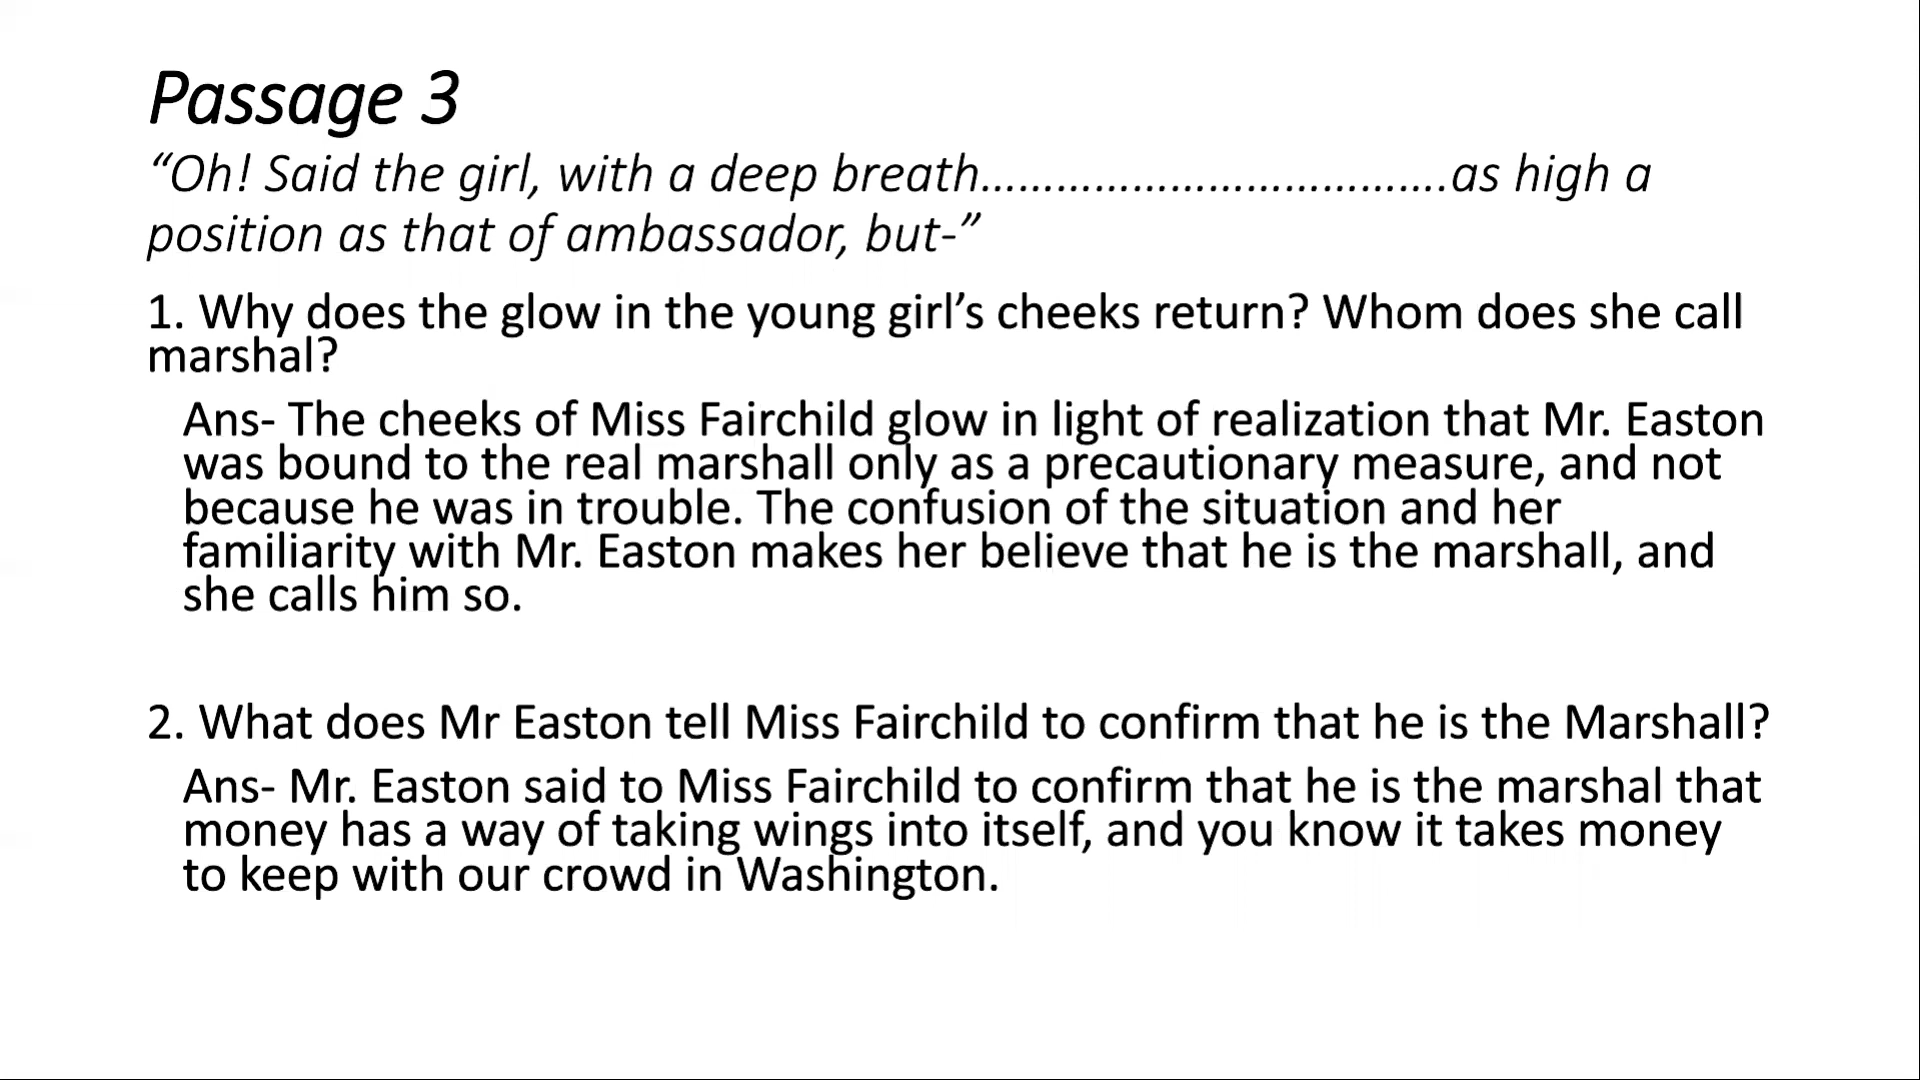 Passage 3
“Oh! Said the girl, with a deep breath……………………………….as high a
position as that of ambassador, but-”
1. Why does the glow in the young girl’s cheeks return? Whom does she call
marshal?
Ans- The cheeks of Miss Fairchild glow in light of realization that Mr. Easton
was bound to the real marshall only as a precautionary measure, and not
because he was in trouble. The confusion of the situation and her
familiarity with Mr. Easton makes her believe that he is the marshall, and
she calls him so.
2. What does Mr Easton tell Miss Fairchild to confirm that he is the Marshall?
Ans- Mr. Easton said to Miss Fairchild to confirm that he is the marshal that
money has a way of taking wings into itself, and you know it takes money
to keep with our crowd in Washington.